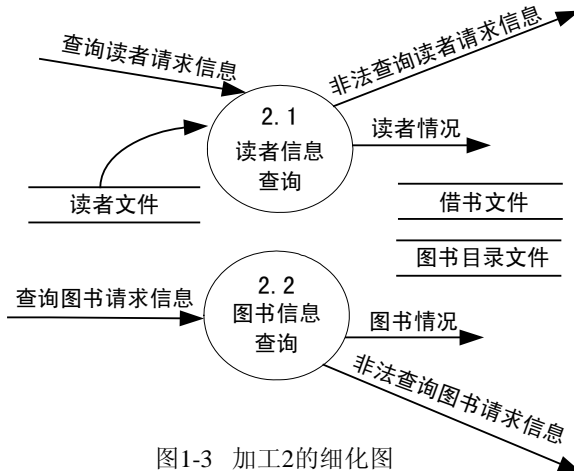 查询读者请求信息
非法查询读者请求信息
2.1
读者信息
查询
读者情况
读者文件
借书文件
图书目录文件
查询图书请求信息
2.2
图书信息
查询
图书情况
非法查询图书请求信息
图1-3 加工2的细化图